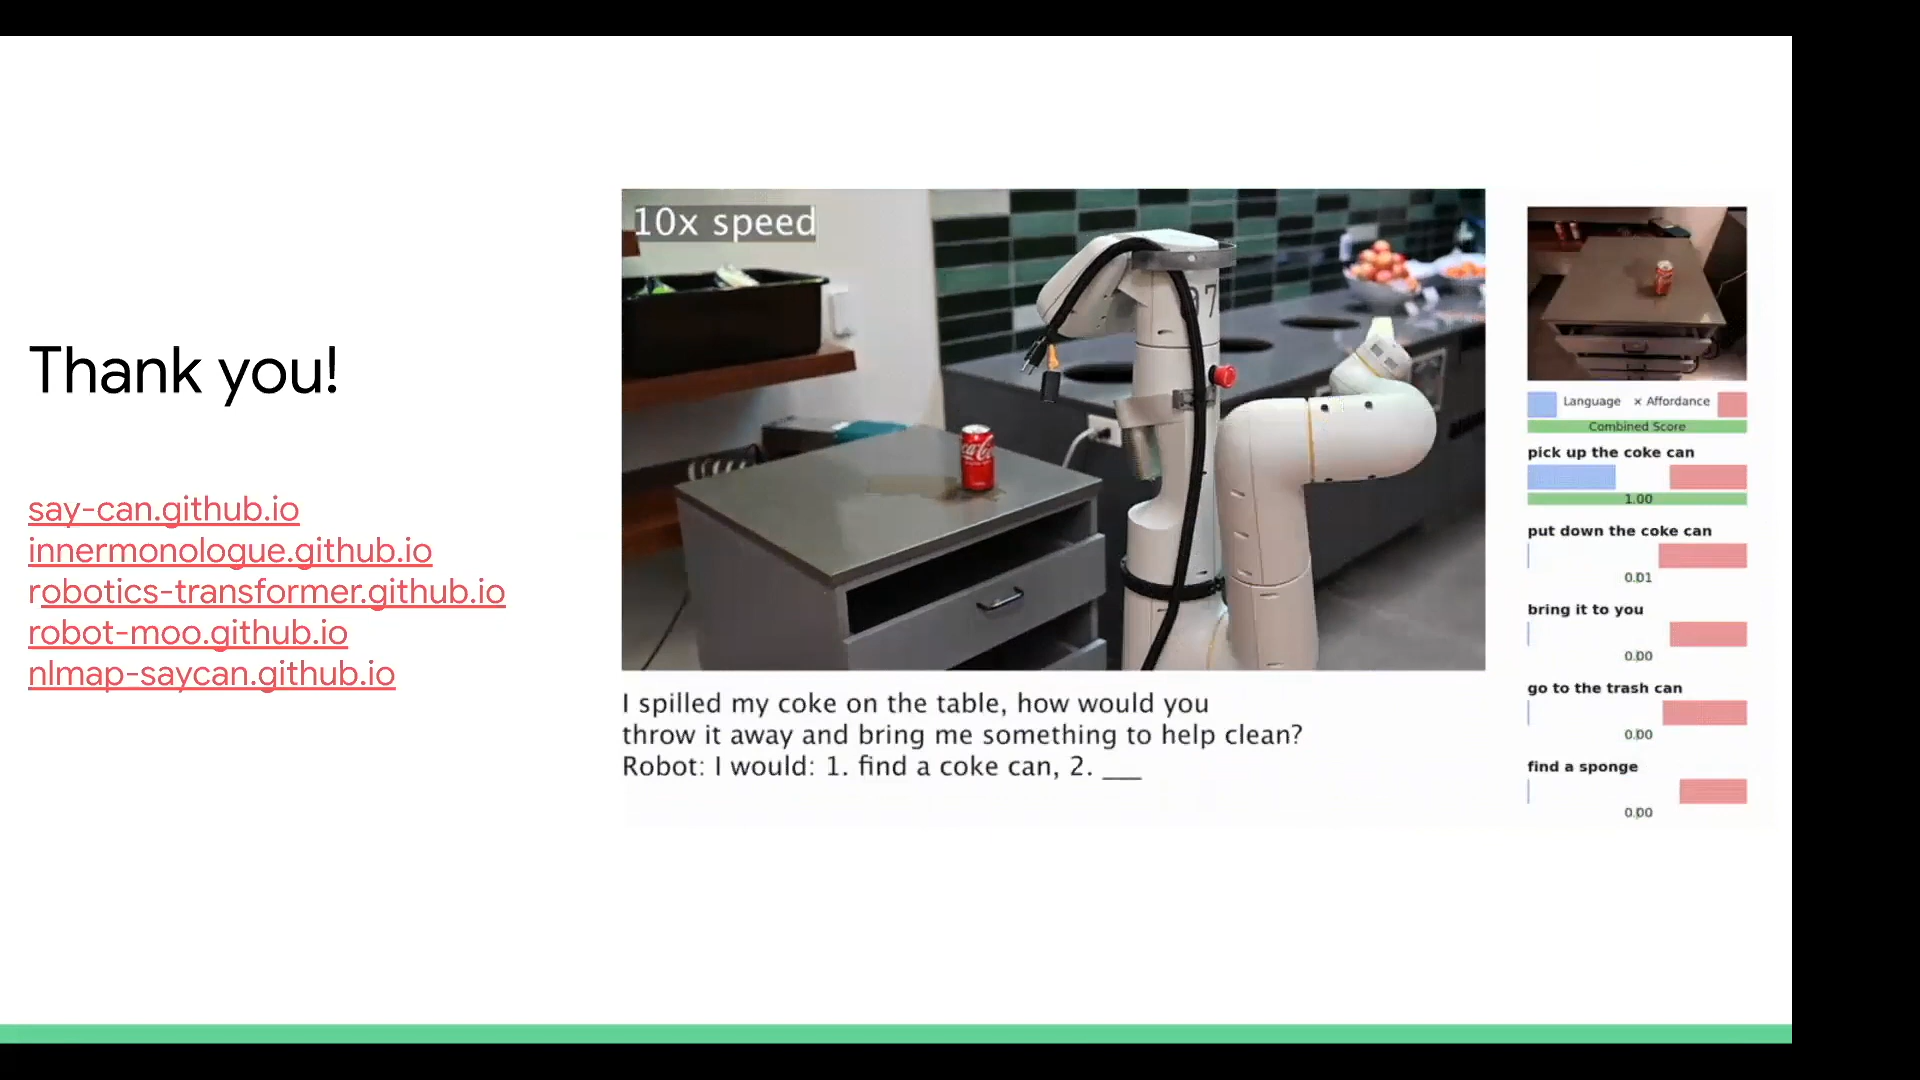 Thank you!
say-can.github.io
innermonologue.github.io
robotics-transformer.github.io
robot-moo.github.io
nlmap-saycan.github.io
10x speed
97
Coca-Cola
I spilled my coke on the table, how would you
throw it away and bring me something to help clean?
Robot: I would: 1. find a coke can, 2. ___
Language × Affordance
Combined Score
pick up the coke can
1.00
put down the coke can
0.01
bring it to you
0.00
go to the trash can
0.00
find a sponge
0.00